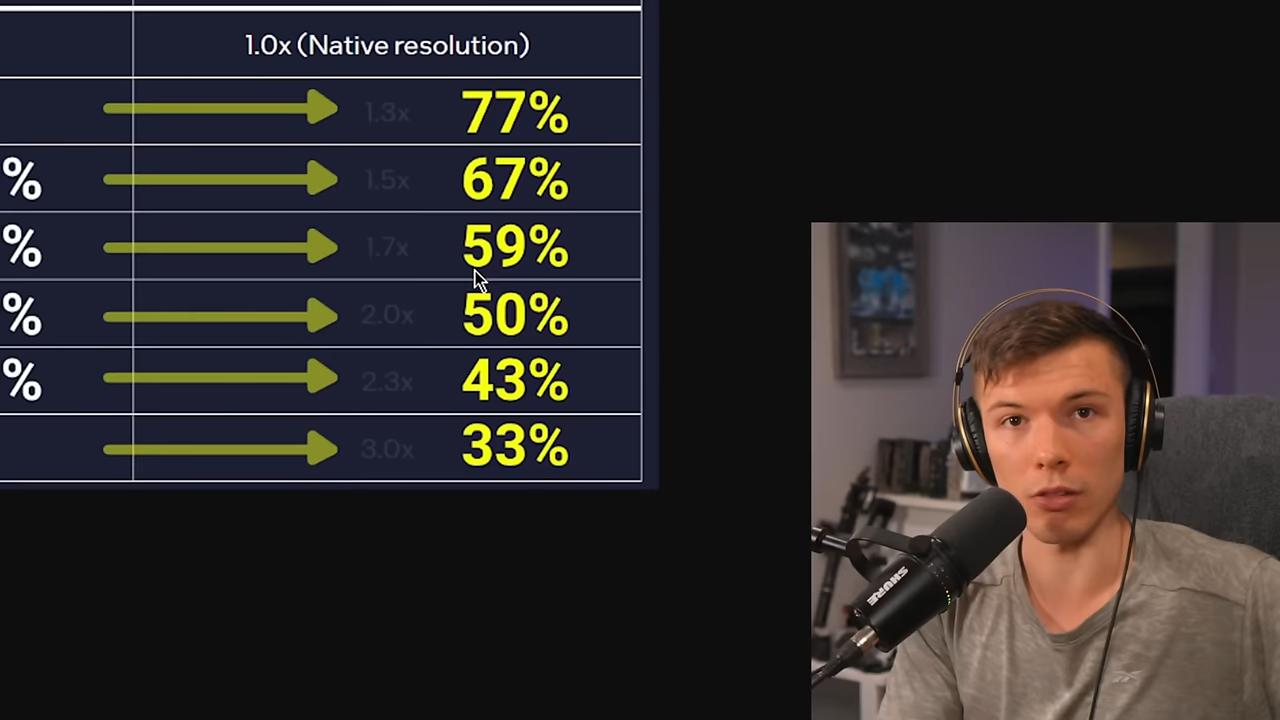 1.0x (Native resolution)
1.3x 77%
% 1.5x 67%
% 1.7x 59%
% 2.0x 50%
% 2.3x 43%
3.0x 33%
SHURE